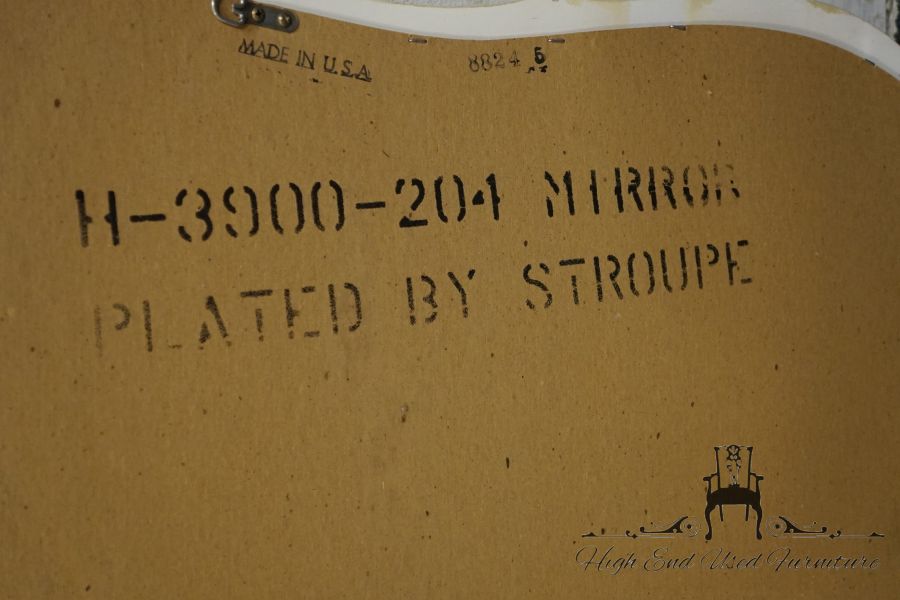 MADE IN U.S.A.
8824 5
H-3900-204 MIRROR
PLATED BY STROUPE
High End Used Furniture